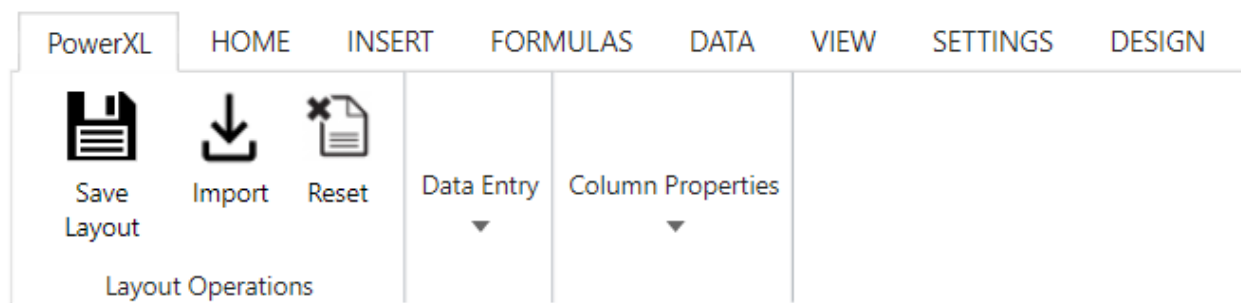 PowerXL HOME INSERT FORMULAS DATA VIEW SETTINGS DESIGN
Save Layout
Import
Reset
Layout Operations
Data Entry
Column Properties